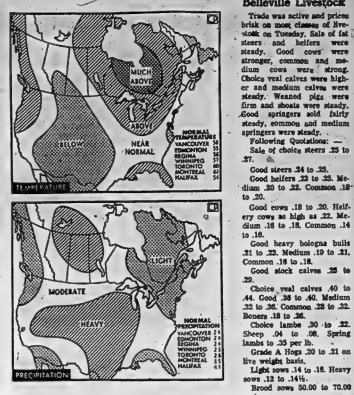 MUCH
ABOVE
ABOVE
BELOW
NEAR
NORMAL
NORMAL
TEMPERATURE
VANCOUVER 58
EDMONTON 55
REGINA
WINNIPEG 57
TORONTO 60
MONTREAL 62
HALIFAX 56
TEMPERATURE
LIGHT
MODERATE
HEAVY
NORMAL
PRECIPITATION
VANCOUVER 2.4
EDMONTON 2.4
REGINA 2.4
WINNIPEG 2.3
TORONTO 2.6
MONTREAL 3.5
HALIFAX 4.1
PRECIPITATION
Belleville Livestock
Trade was active and prices
brisk on most classes of live-
stock on Tuesday. Sale of fat
steers and heifers were
steady. Good cows were
stronger, common and me-
dium cows were strong.
Choice veal calves were high-
er and medium calves were
steady. Weaned pigs were
firm and shoats were steady.
Good springers sold fairly
steady, common and medium
springers were steady.
Following Quotations: —
Sale of choice steers .25 to
.27.
Good steers .24 to .25.
Good heifers .23 to .25. Me-
dium .20 to .22. Common .18
to .20.
Good cows .18 to .20. Heif-
ery cows as high as .22. Me-
dium .16 to .18. Common .14
to .16.
Good heavy bologna bulls
.21 to .23. Medium .19 to .21.
Common .16 to .18.
Good stock calves .25 to
.29.
Choice veal calves .40 to
.44. Good .36 to .40. Medium
.32 to .36. Common .28 to .32.
Boners .18 to .26.
Choice lambs .30 to .32.
Sheep .04 to .08. Spring
lambs to .35 per lb.
Grade A Hogs .20 to .21 on
live weight basis.
Light sows .14 to .15. Heavy
sows .12 to .14½.
Brood sows 50.00 to 70.00